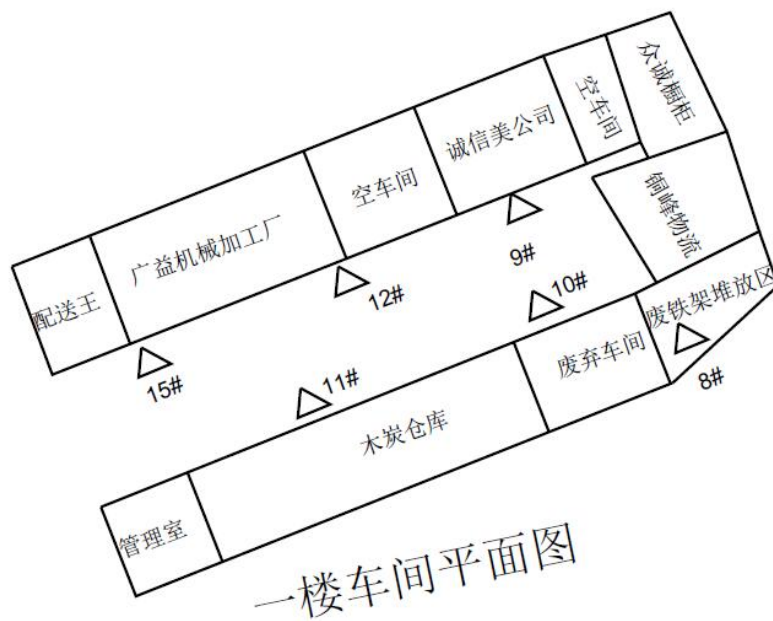 众诚橱柜
空车间
诚信美公司
空车间
广益机械加工厂
配送王
铜峰物流
9#
12#
10#
废铁架堆放区
15#
11#
废弃车间
8#
木炭仓库
管理室
一楼车间平面图